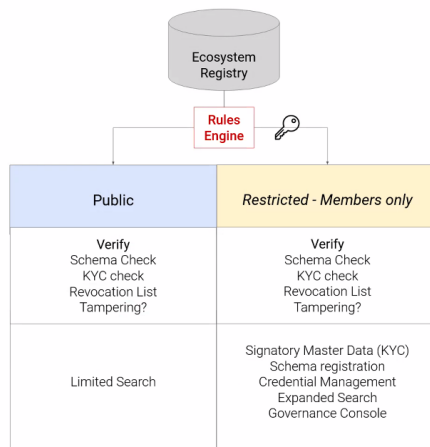 Ecosystem
Registry
Rules
Engine
Public
Restricted - Members only
Verify
Schema Check
KYC check
Revocation List
Tampering?
Verify
Schema Check
KYC check
Revocation List
Tampering?
Limited Search
Signatory Master Data (KYC)
Schema registration
Credential Management
Expanded Search
Governance Console